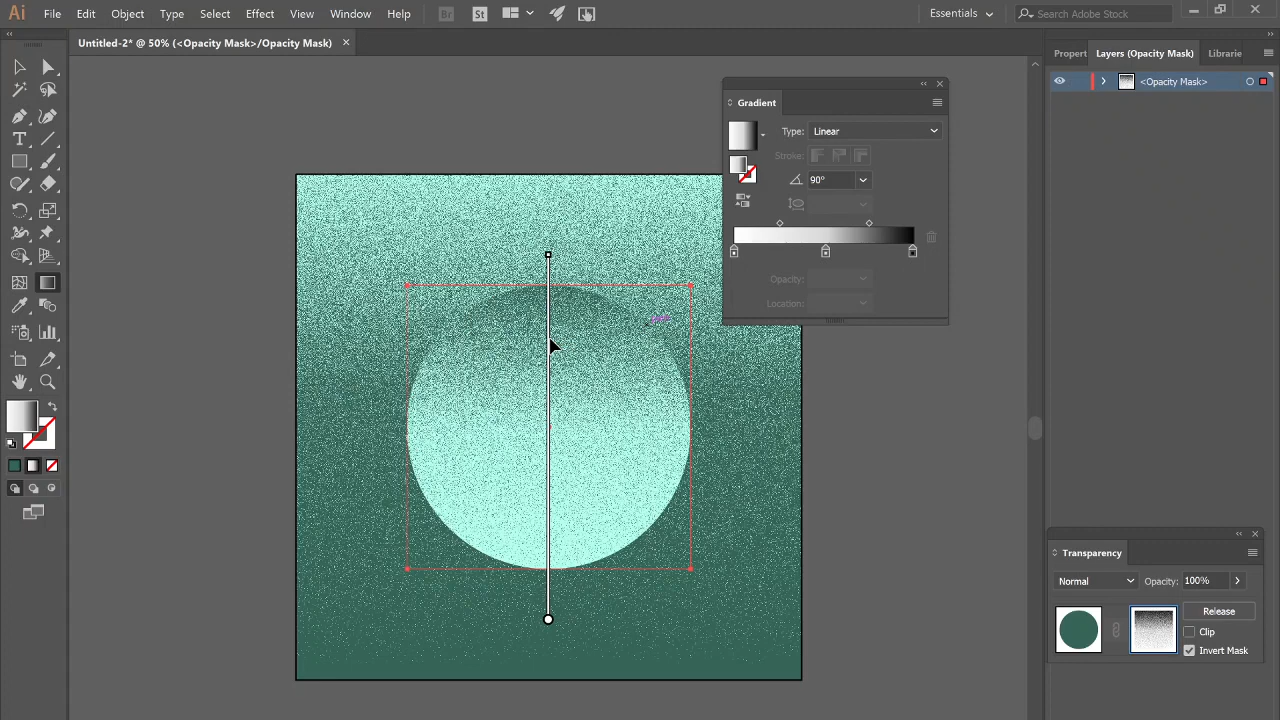 Ai File Edit Object Type Select Effect View Window Help Br St Essentials Search Adobe Stock
Untitled-2* @ 50% (<Opacity Mask>/Opacity Mask)
Propert Layers (Opacity Mask) Librarie
<Opacity Mask>
Gradient
Type: Linear
Stroke:
90°
Opacity:
Location:
Transparency
Normal Opacity: 100%
Release
Clip
Invert Mask